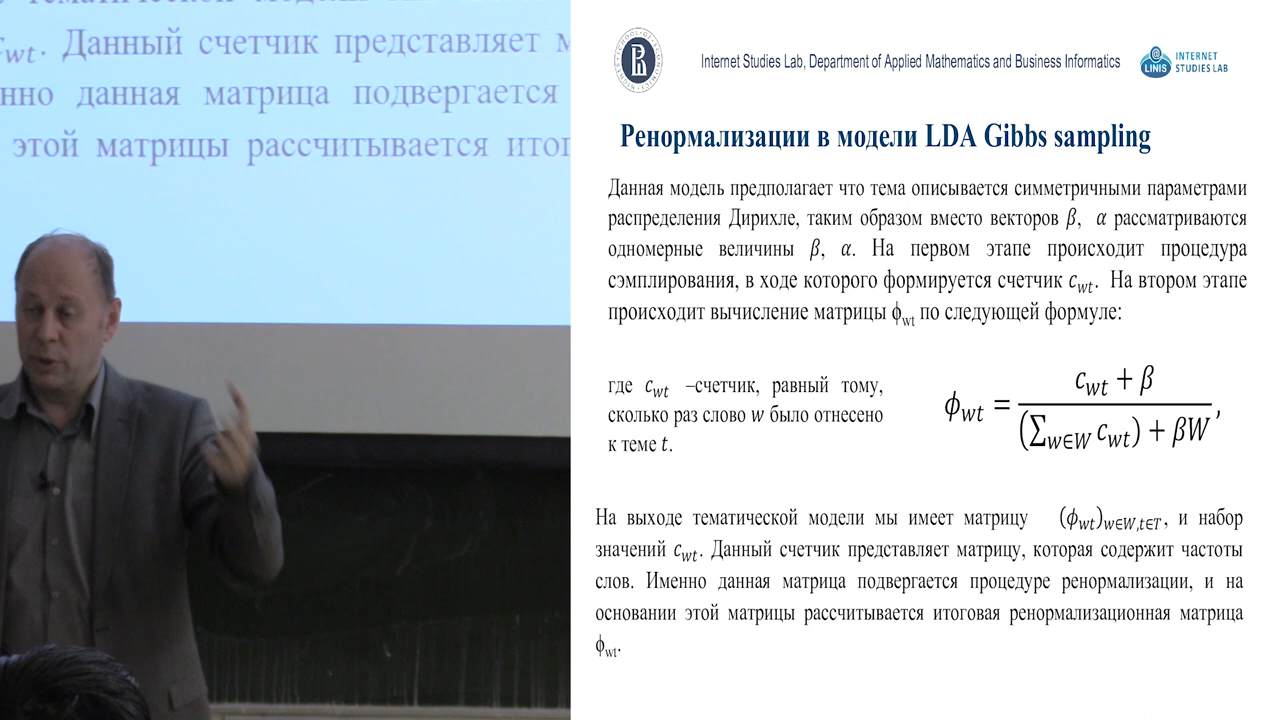 тематической модели
c_wt. Данный счетчик представляет м
нно данная матрица подвергается
этой матрицы рассчитывается итог
Internet Studies Lab, Department of Applied Mathematics and Business Informatics
LINIS
INTERNET
STUDIES LAB
Ренормализации в модели LDA Gibbs sampling
Данная модель предполагает что тема описывается симметричными параметрами
распределения Дирихле, таким образом вместо векторов β, α рассматриваются
одномерные величины β, α. На первом этапе происходит процедура
сэмплирования, в ходе которого формируется счетчик c_wt. На втором этапе
происходит вычисление матрицы ϕ_wt по следующей формуле:
где c_wt –счетчик, равный тому,
сколько раз слово w было отнесено
к теме t.
ϕ_wt = (c_wt + β) / ((∑_{w∈W} c_wt) + βW),
На выходе тематической модели мы имеет матрицу (ϕ_wt)_{w∈W,t∈T}, и набор
значений c_wt. Данный счетчик представляет матрицу, которая содержит частоты
слов. Именно данная матрица подвергается процедуре ренормализации, и на
основании этой матрицы рассчитывается итоговая ренормализационная матрица
ϕ_wt.